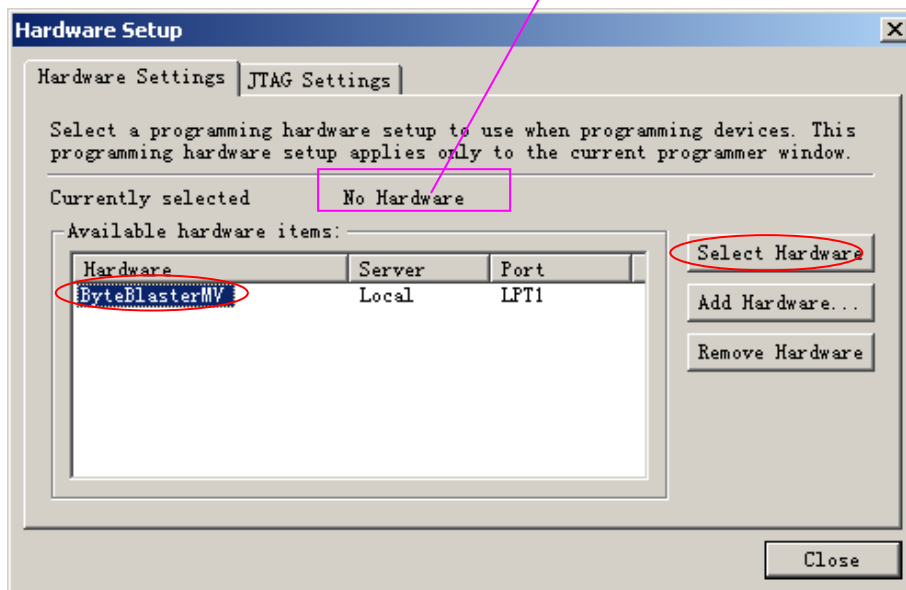 Hardware Setup
Hardware Settings JTAG Settings
Select a programming hardware setup to use when programming devices. This
programming hardware setup applies only to the current programmer window.
Currently selected No Hardware
Available hardware items:
Hardware Server Port
ByteBlasterMV Local LPT1
Select Hardware
Add Hardware...
Remove Hardware
Close